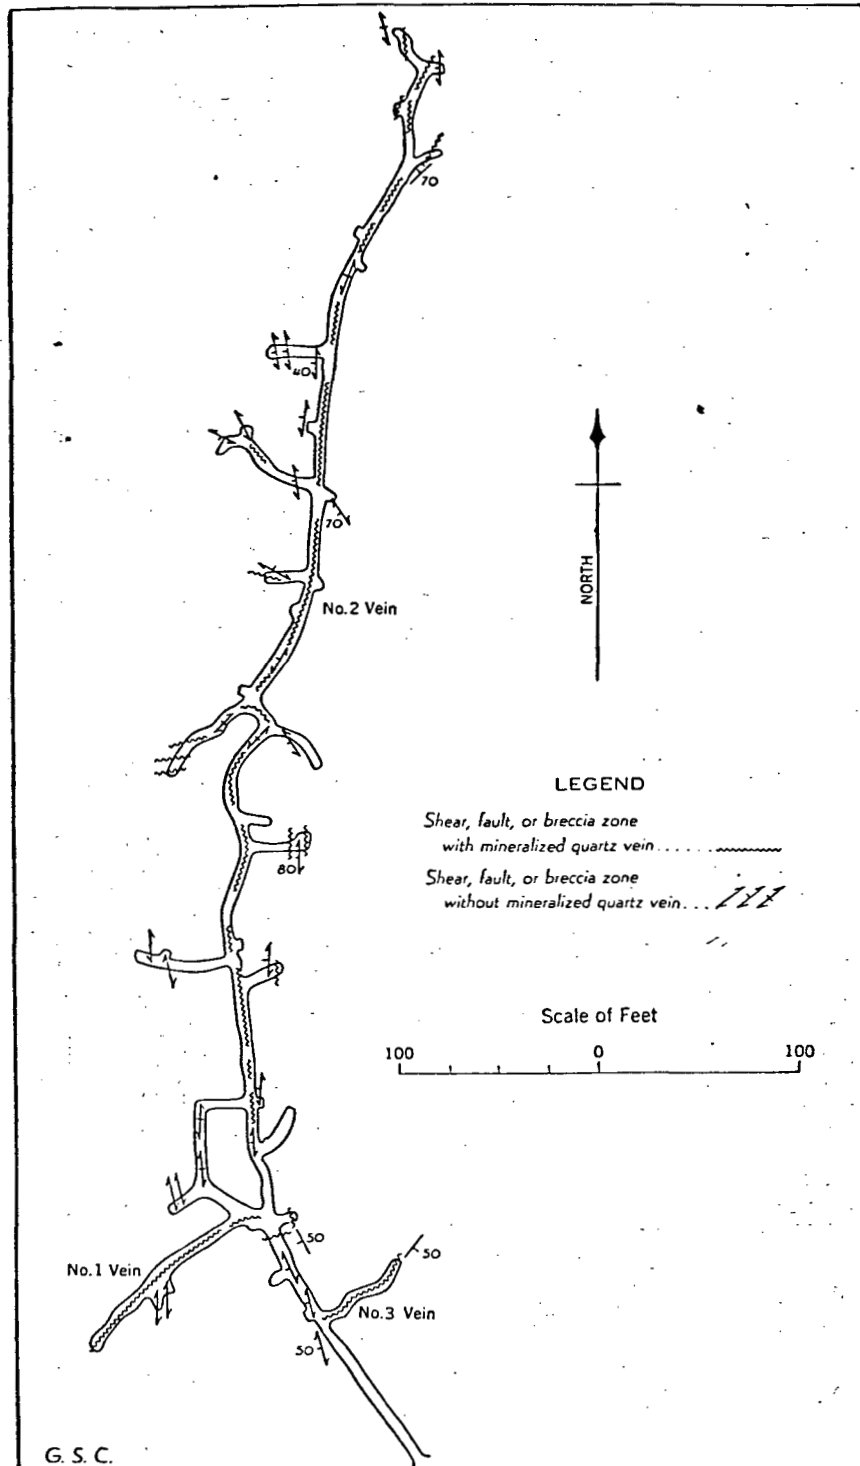 70
40
70
No.2 Vein
NORTH
LEGEND
Shear, fault, or breccia zone
with mineralized quartz vein......
Shear, fault, or breccia zone
without mineralized quartz vein...
80
Scale of Feet
100 0 100
50
50
No.1 Vein
No.3 Vein
50
G. S. C.